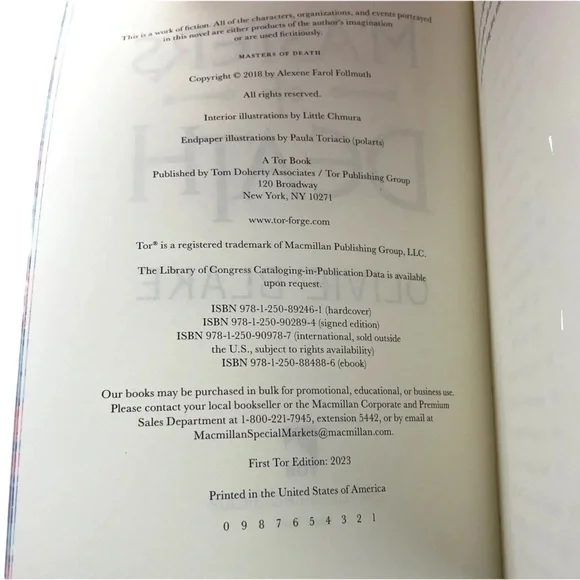 This is a work of fiction. All of the characters, organizations, and events portrayed
in this novel are either products of the author's imagination
or are used fictitiously.
MASTERS OF DEATH
Copyright © 2018 by Alexene Farol Follmuth
All rights reserved.
Interior illustrations by Little Chmura
Endpaper illustrations by Paula Toriacio (polarts)
A Tor Book
Published by Tom Doherty Associates / Tor Publishing Group
120 Broadway
New York, NY 10271
www.tor-forge.com
Tor® is a registered trademark of Macmillan Publishing Group, LLC.
The Library of Congress Cataloging-in-Publication Data is available
upon request.
ISBN 978-1-250-89246-1 (hardcover)
ISBN 978-1-250-90289-4 (signed edition)
ISBN 978-1-250-90978-7 (international, sold outside
the U.S., subject to rights availability)
ISBN 978-1-250-88488-6 (ebook)
Our books may be purchased in bulk for promotional, educational, or business use.
Please contact your local bookseller or the Macmillan Corporate and Premium
Sales Department at 1-800-221-7945, extension 5442, or by email at
MacmillanSpecialMarkets@macmillan.com.
First Tor Edition: 2023
Printed in the United States of America
0 9 8 7 6 5 4 3 2 1